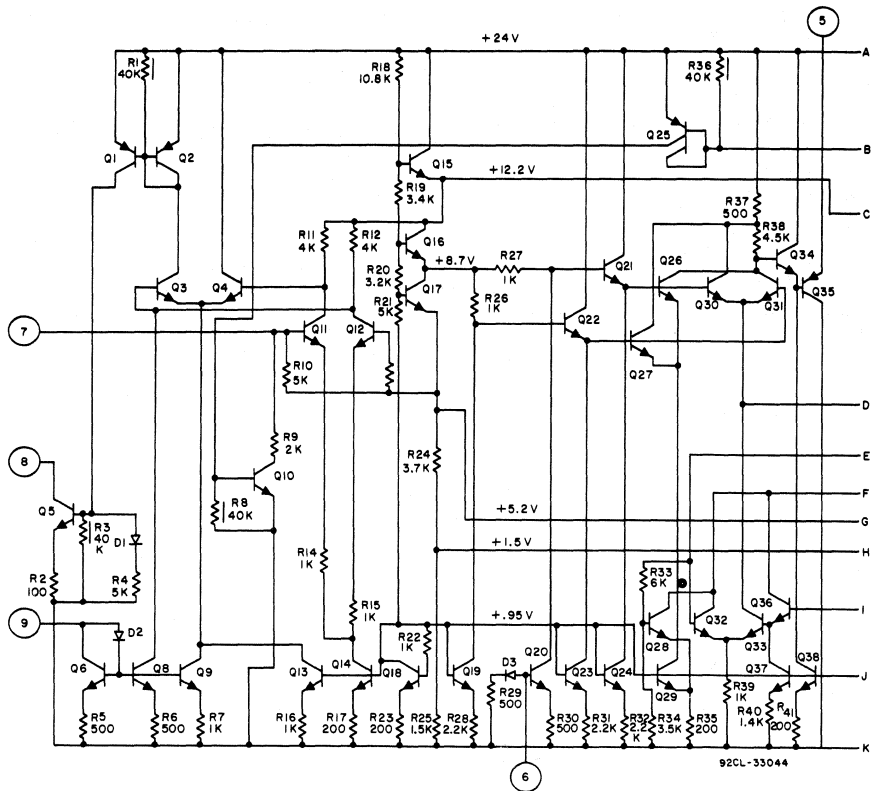 5
+24V
A
R1
40K
R18
10.8K
R36
40K
Q1
Q2
Q25
B
Q15
+12.2V
R19
3.4K
R37
500
C
R11
4K
R12
4K
Q16
R38
4.5K
Q34
+8.7V
R27
1K
Q21
Q26
Q3
Q4
R20
3.2K
Q17
R21
5K
R26
1K
Q35
Q30
Q31
7
Q11
Q12
Q22
Q27
R10
5K
D
R9
2K
R24
3.7K
E
8
Q10
F
Q5
R3
40
K
D1
R8
40K
+5.2V
G
R14
1K
+1.5V
H
R2
100
R4
5K
R33
6K
Q36
I
9
D2
R15
1K
+.95V
R22
1K
Q28
Q32
Q33
Q6
Q8
Q9
Q13
Q14
Q18
Q19
D3
Q20
Q23
Q24
Q29
Q37
Q38
J
R29
500
R39
1K
R5
500
R6
500
R7
1K
R16
1K
R17
200
R23
200
R25
1.5K
R28
2.2K
R30
500
R31
2.2K
R32
2.2
K
R34
3.5K
R35
200
R40
1.4K
R41
200
K
92CL-33044
6